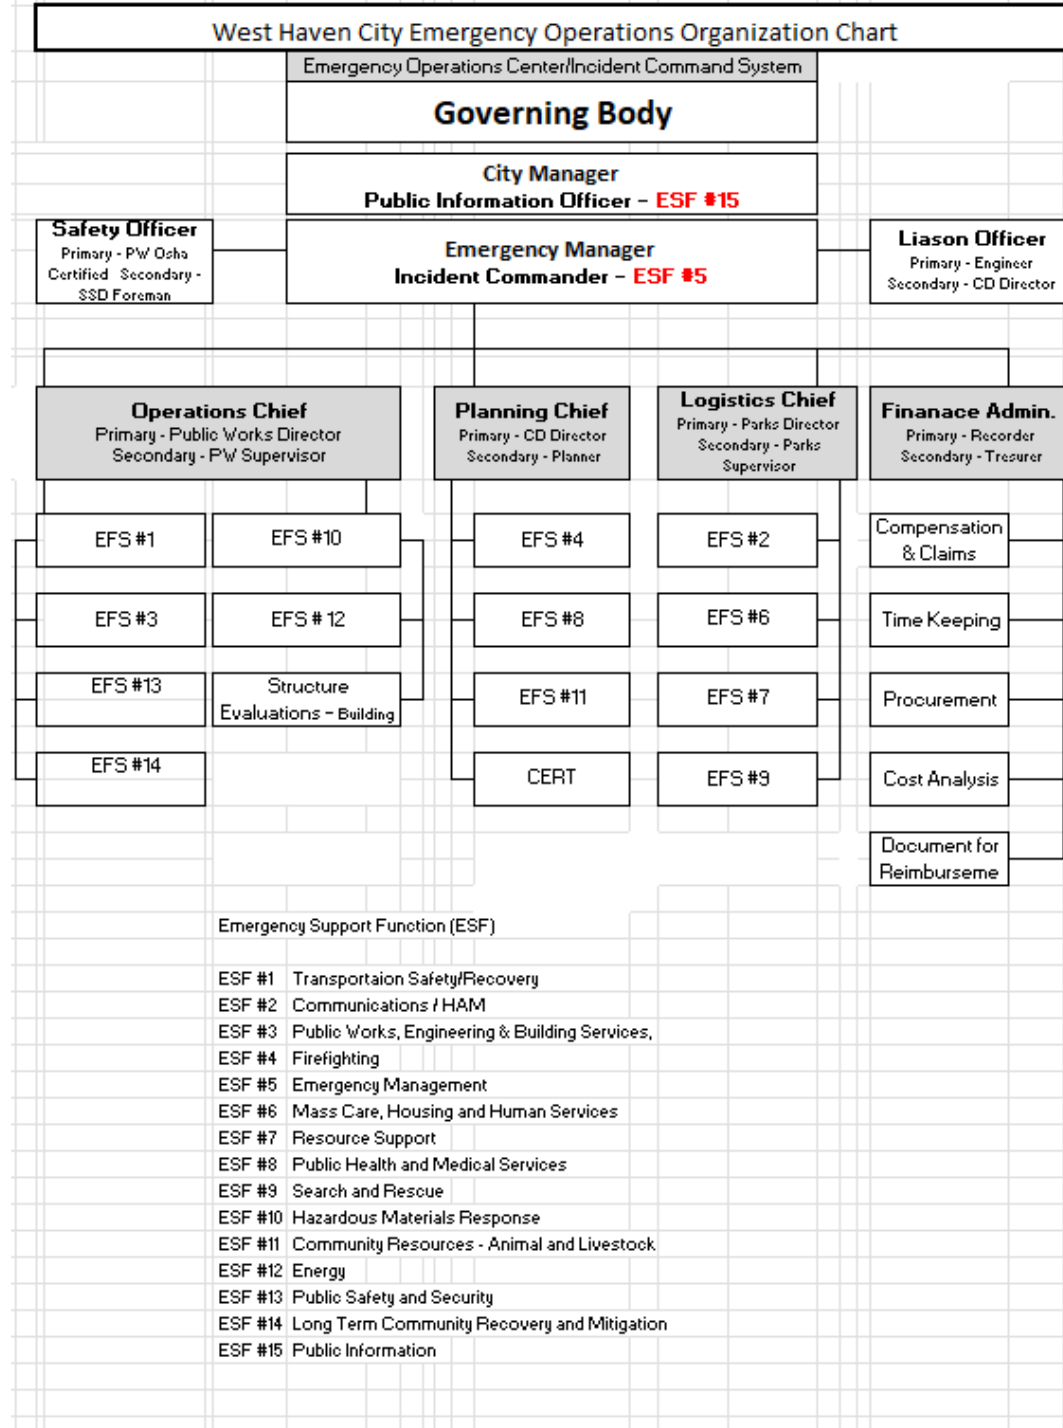 West Haven City Emergency Operations Organization Chart
Emergency Operations Center/Incident Command System
Governing Body
City Manager
Public Information Officer - ESF #15
Safety Officer
Primary - PW Osha
Certified Secondary -
SSD Foreman
Emergency Manager
Incident Commander - ESF #5
Liason Officer
Primary - Engineer
Secondary - CD Director
Operations Chief
Primary - Public Works Director
Secondary - PW Supervisor
Planning Chief
Primary - CD Director
Secondary - Planner
Logistics Chief
Primary - Parks Director
Secondary - Parks
Supervisor
Finanace Admin.
Primary - Recorder
Secondary - Tresurer
EFS #1
EFS #10
EFS #4
EFS #2
Compensation
& Claims
EFS #3
EFS # 12
EFS #8
EFS #6
Time Keeping
EFS #13
Structure
Evaluations - Building
EFS #11
EFS #7
Procurement
EFS #14
CERT
EFS #9
Cost Analysis
Document for
Reimburseme
Emergency Support Function (ESF)
ESF #1 Transportaion Safety/Recovery
ESF #2 Communications / HAM
ESF #3 Public Works, Engineering & Building Services,
ESF #4 Firefighting
ESF #5 Emergency Management
ESF #6 Mass Care, Housing and Human Services
ESF #7 Resource Support
ESF #8 Public Health and Medical Services
ESF #9 Search and Rescue
ESF #10 Hazardous Materials Response
ESF #11 Community Resources - Animal and Livestock
ESF #12 Energy
ESF #13 Public Safety and Security
ESF #14 Long Term Community Recovery and Mitigation
ESF #15 Public Information